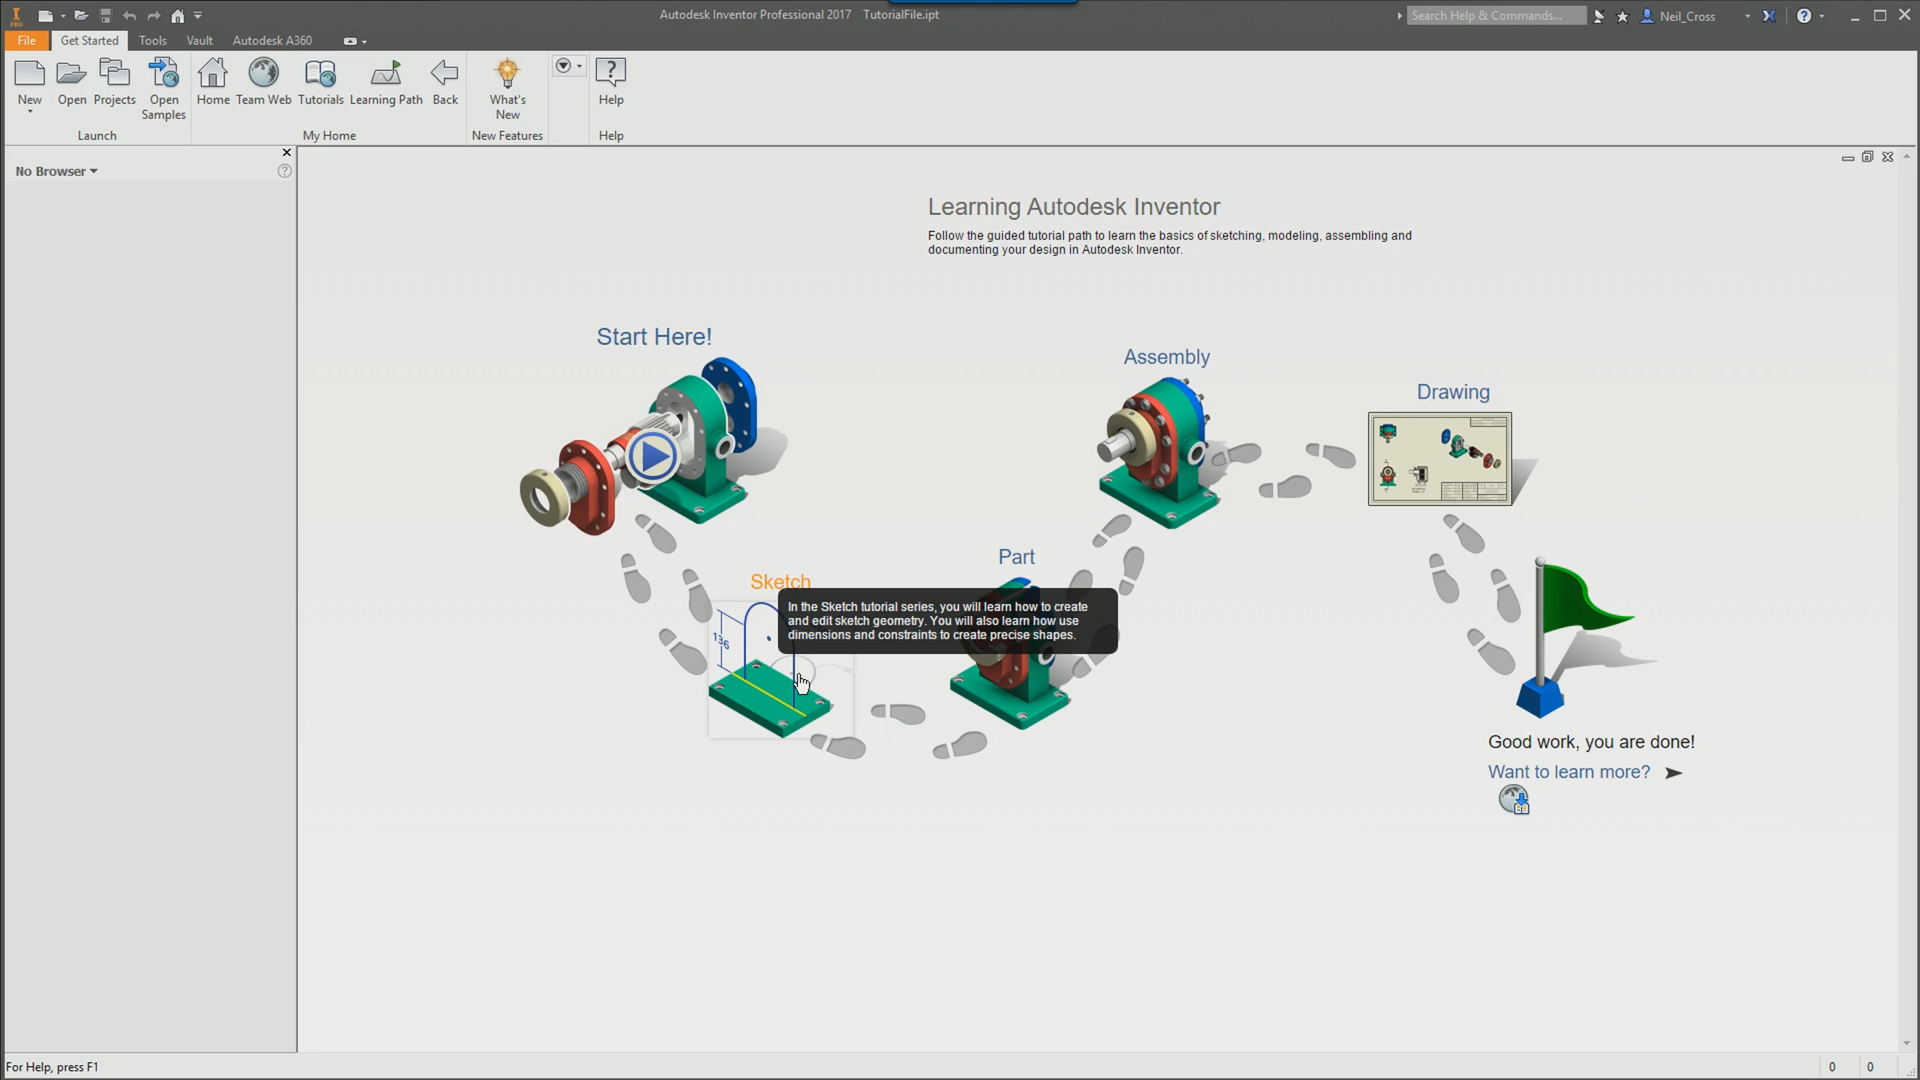 PRO
Autodesk Inventor Professional 2017 TutorialFile.ipt
Search Help & Commands...
Neil_Cross
File
Get Started
Tools
Vault
Autodesk A360
New
Open
Projects
Open
Samples
Home
Team Web
Tutorials
Learning Path
Back
What's
New
Help
Launch
My Home
New Features
Help
No Browser
Learning Autodesk Inventor
Follow the guided tutorial path to learn the basics of sketching, modeling, assembling and
documenting your design in Autodesk Inventor.
Start Here!
Assembly
Drawing
Part
Sketch
In the Sketch tutorial series, you will learn how to create
and edit sketch geometry. You will also learn how use
dimensions and constraints to create precise shapes.
136
Good work, you are done!
Want to learn more?
For Help, press F1
0 0